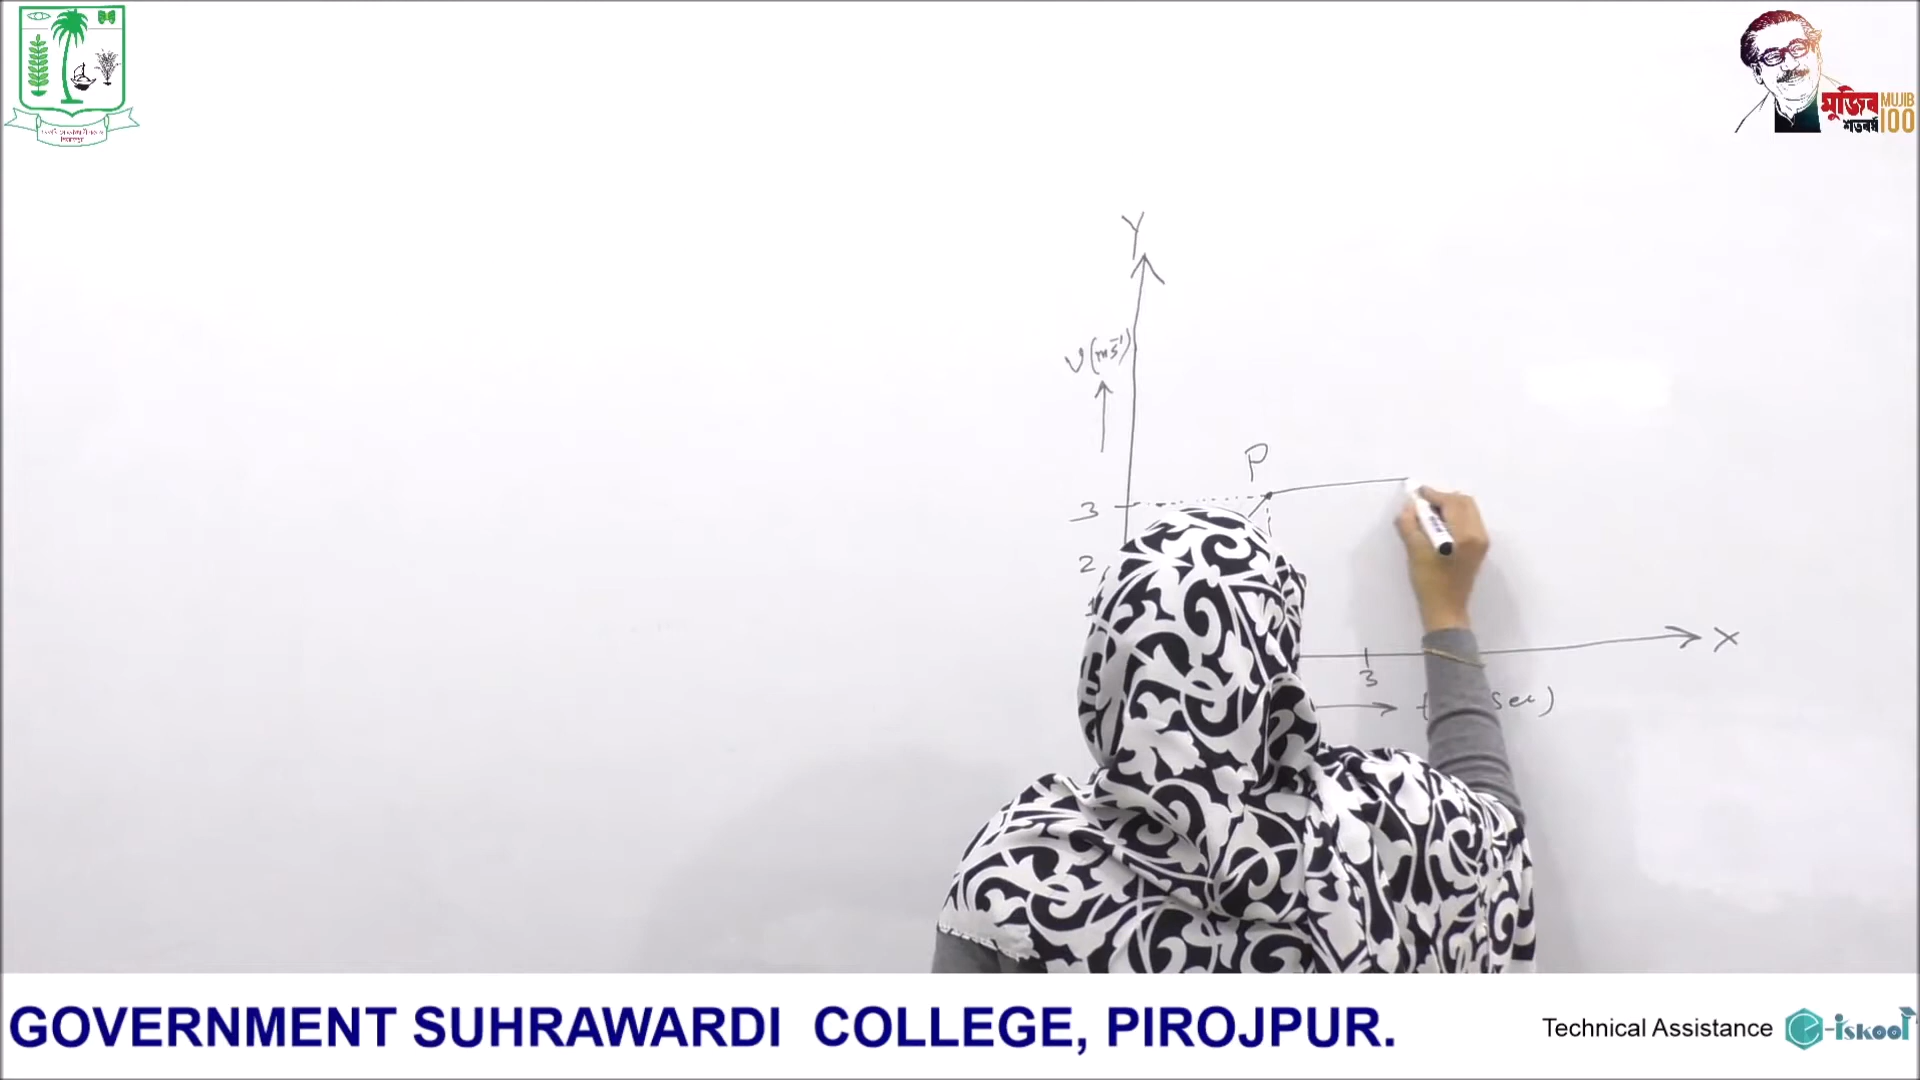 মুজিব MUJIB
শতবর্ষ 100
Y
v(ms⁻¹)
P
3
2
X
3
sec)
GOVERNMENT SUHRAWARDI COLLEGE, PIROJPUR.
Technical Assistance e-iskool